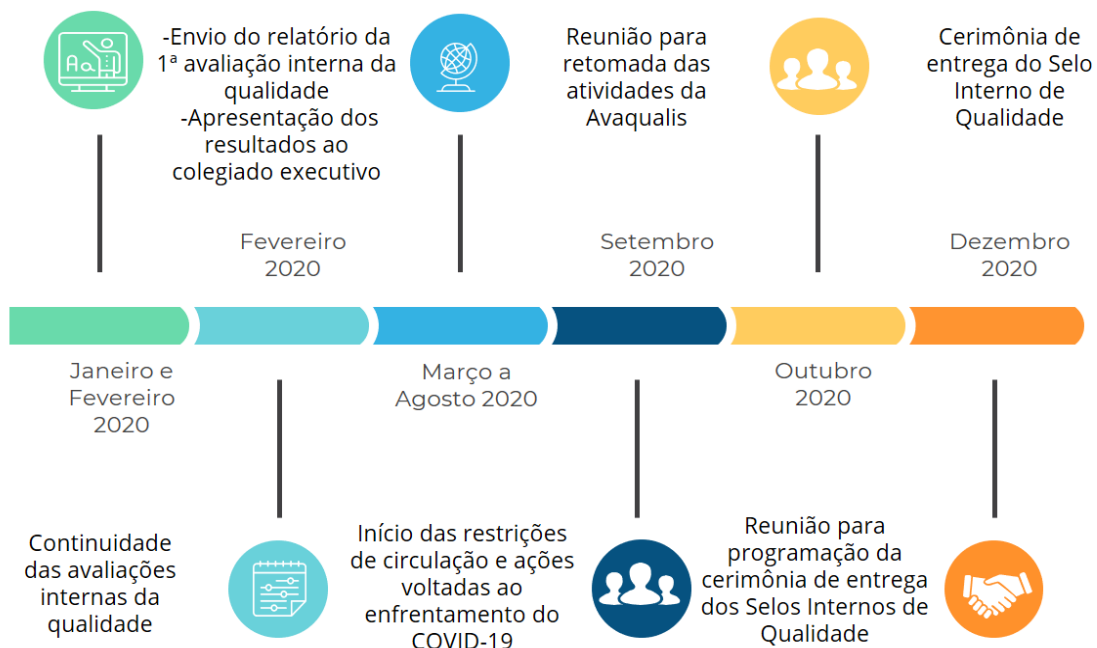 -Envio do relatório da
1ª avaliação interna da
qualidade
-Apresentação dos
resultados ao
colegiado executivo
Reunião para
retomada das
atividades da
Avaqualis
Cerimônia de
entrega do Selo
Interno de
Qualidade
Aa
Fevereiro
2020
Setembro
2020
Dezembro
2020
Janeiro e
Fevereiro
2020
Março a
Agosto 2020
Outubro
2020
Continuidade
das avaliações
internas da
qualidade
Início das restrições
de circulação e ações
voltadas ao
enfrentamento do
COVID-19
Reunião para
programação da
cerimônia de entrega
dos Selos Internos de
Qualidade